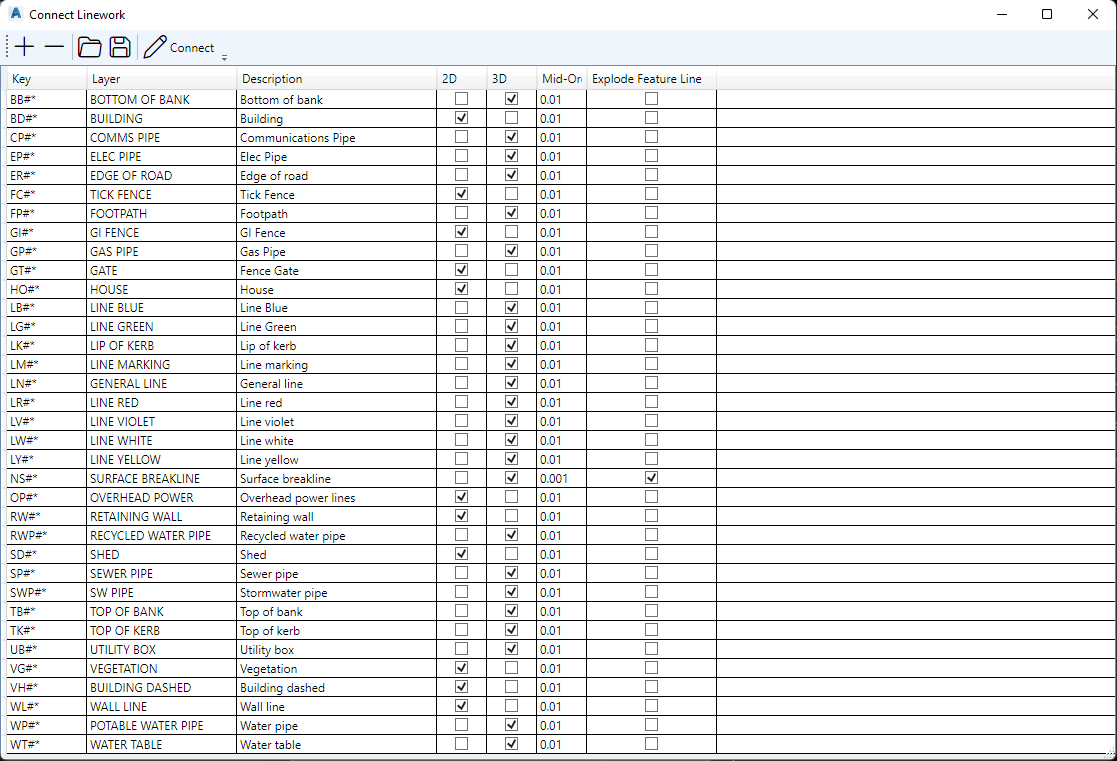 Connect Linework
Connect
Key Layer Description 2D 3D Mid-Or Explode Feature Line
BB#* BOTTOM OF BANK Bottom of bank 0.01
BD#* BUILDING Building 0.01
CP#* COMMS PIPE Communications Pipe 0.01
EP#* ELEC PIPE Elec Pipe 0.01
ER#* EDGE OF ROAD Edge of road 0.01
FC#* TICK FENCE Tick Fence 0.01
FP#* FOOTPATH Footpath 0.01
GI#* GI FENCE GI Fence 0.01
GP#* GAS PIPE Gas Pipe 0.01
GT#* GATE Fence Gate 0.01
HO#* HOUSE House 0.01
LB#* LINE BLUE Line Blue 0.01
LG#* LINE GREEN Line Green 0.01
LK#* LIP OF KERB Lip of kerb 0.01
LM#* LINE MARKING Line marking 0.01
LN#* GENERAL LINE General line 0.01
LR#* LINE RED Line red 0.01
LV#* LINE VIOLET Line violet 0.01
LW#* LINE WHITE Line white 0.01
LY#* LINE YELLOW Line yellow 0.01
NS#* SURFACE BREAKLINE Surface breakline 0.001
OP#* OVERHEAD POWER Overhead power lines 0.01
RW#* RETAINING WALL Retaining wall 0.01
RWP#* RECYCLED WATER PIPE Recycled water pipe 0.01
SD#* SHED Shed 0.01
SP#* SEWER PIPE Sewer pipe 0.01
SWP#* SW PIPE Stormwater pipe 0.01
TB#* TOP OF BANK Top of bank 0.01
TK#* TOP OF KERB Top of kerb 0.01
UB#* UTILITY BOX Utility box 0.01
VG#* VEGETATION Vegetation 0.01
VH#* BUILDING DASHED Building dashed 0.01
WL#* WALL LINE Wall line 0.01
WP#* POTABLE WATER PIPE Water pipe 0.01
WT#* WATER TABLE Water table 0.01